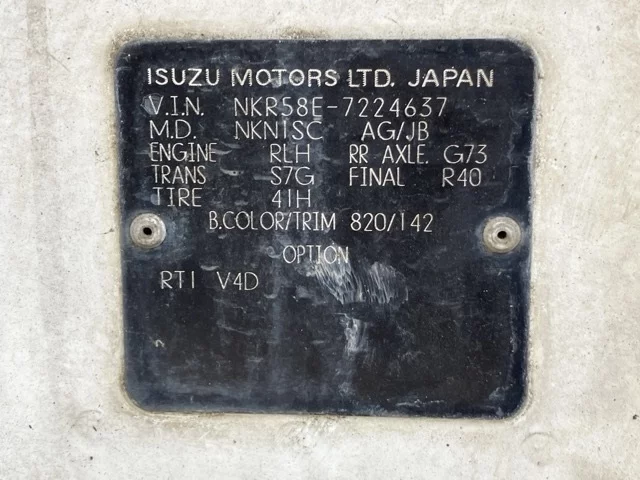 ISUZU MOTORS LTD. JAPAN
V.I.N. NKR58E-7224637
M.D. NKN1SC AG/JB
ENGINE RLH RR AXLE. G73
TRANS S7G FINAL R40
TIRE 41H
B.COLOR/TRIM 820/142
OPTION
RT1 V4D